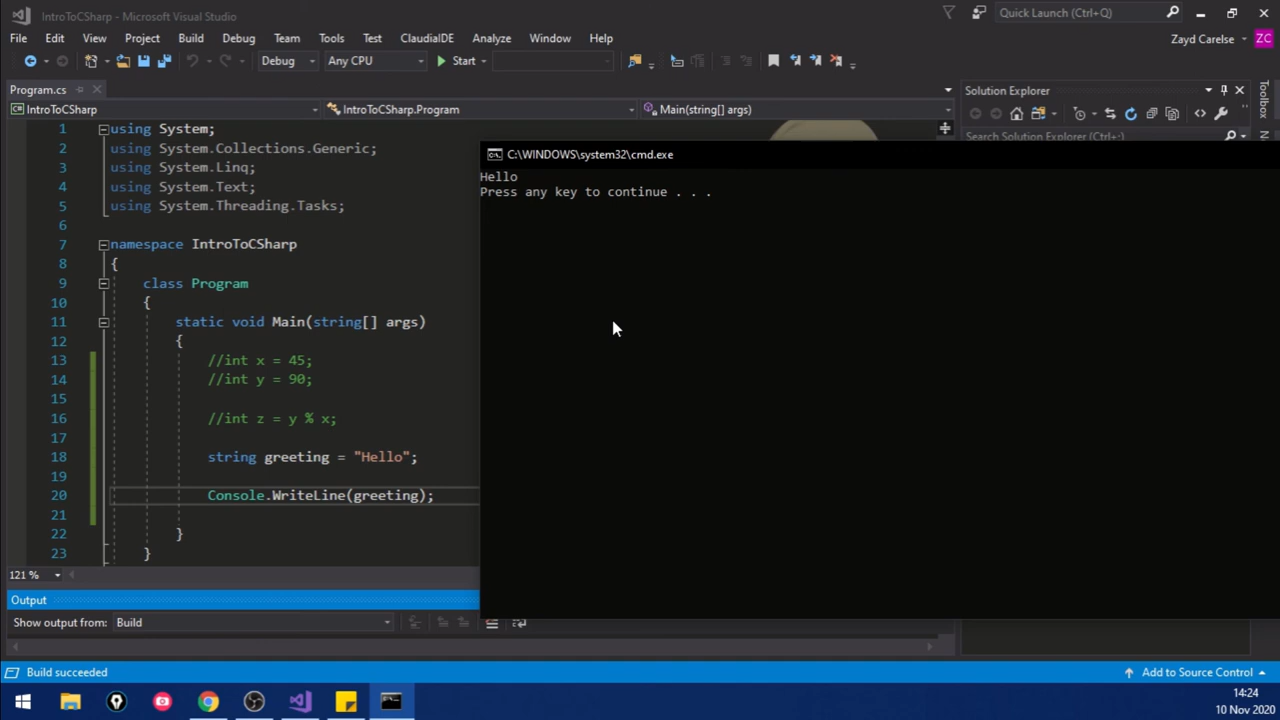 IntroToCSharp - Microsoft Visual Studio
Quick Launch (Ctrl+Q)
File Edit View Project Build Debug Team Tools Test ClaudiaIDE Analyze Window Help
Zayd Carelse ZC
Debug Any CPU Start
Program.cs
Solution Explorer
Toolbox
IntroToCSharp IntroToCSharp.Program Main(string[] args)
Search Solution Explorer (Ctrl+;)
1 using System;
2 using System.Collections.Generic;
3 using System.Linq;
4 using System.Text;
5 using System.Threading.Tasks;
6
7 namespace IntroToCSharp
8 {
9 class Program
10 {
11 static void Main(string[] args)
12 {
13 //int x = 45;
14 //int y = 90;
15
16 //int z = y % x;
17
18 string greeting = "Hello";
19
20 Console.WriteLine(greeting);
21
22 }
23 }
C:\WINDOWS\system32\cmd.exe
Hello
Press any key to continue . . .
121 %
Output
Show output from: Build
Build succeeded
Add to Source Control
14:24
10 Nov 2020